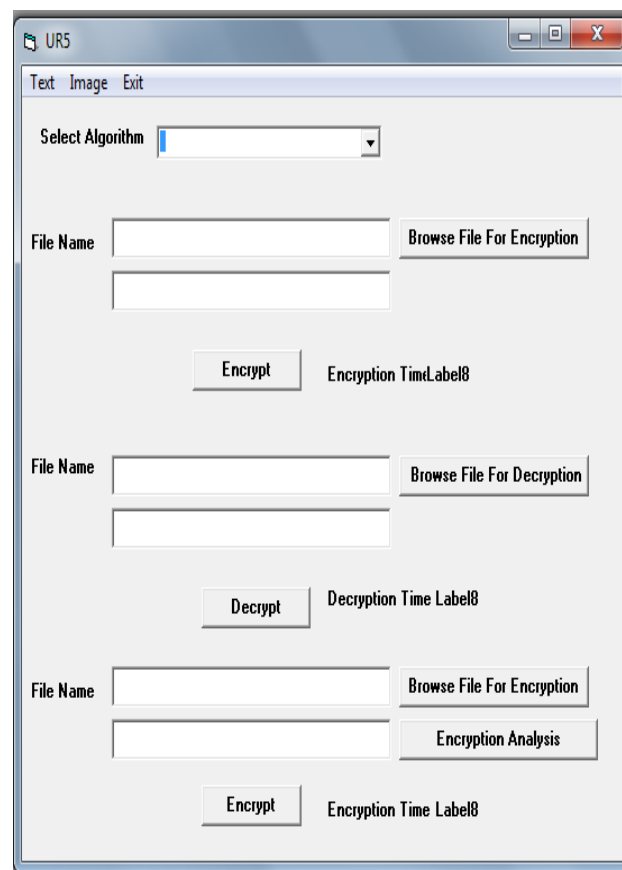 UR5
Text Image Exit
Select Algorithm
File Name
Browse File For Encryption
Encrypt
Encryption TimeLabel8
File Name
Browse File For Decryption
Decrypt
Decryption Time Label8
File Name
Browse File For Encryption
Encryption Analysis
Encrypt
Encryption Time Label8